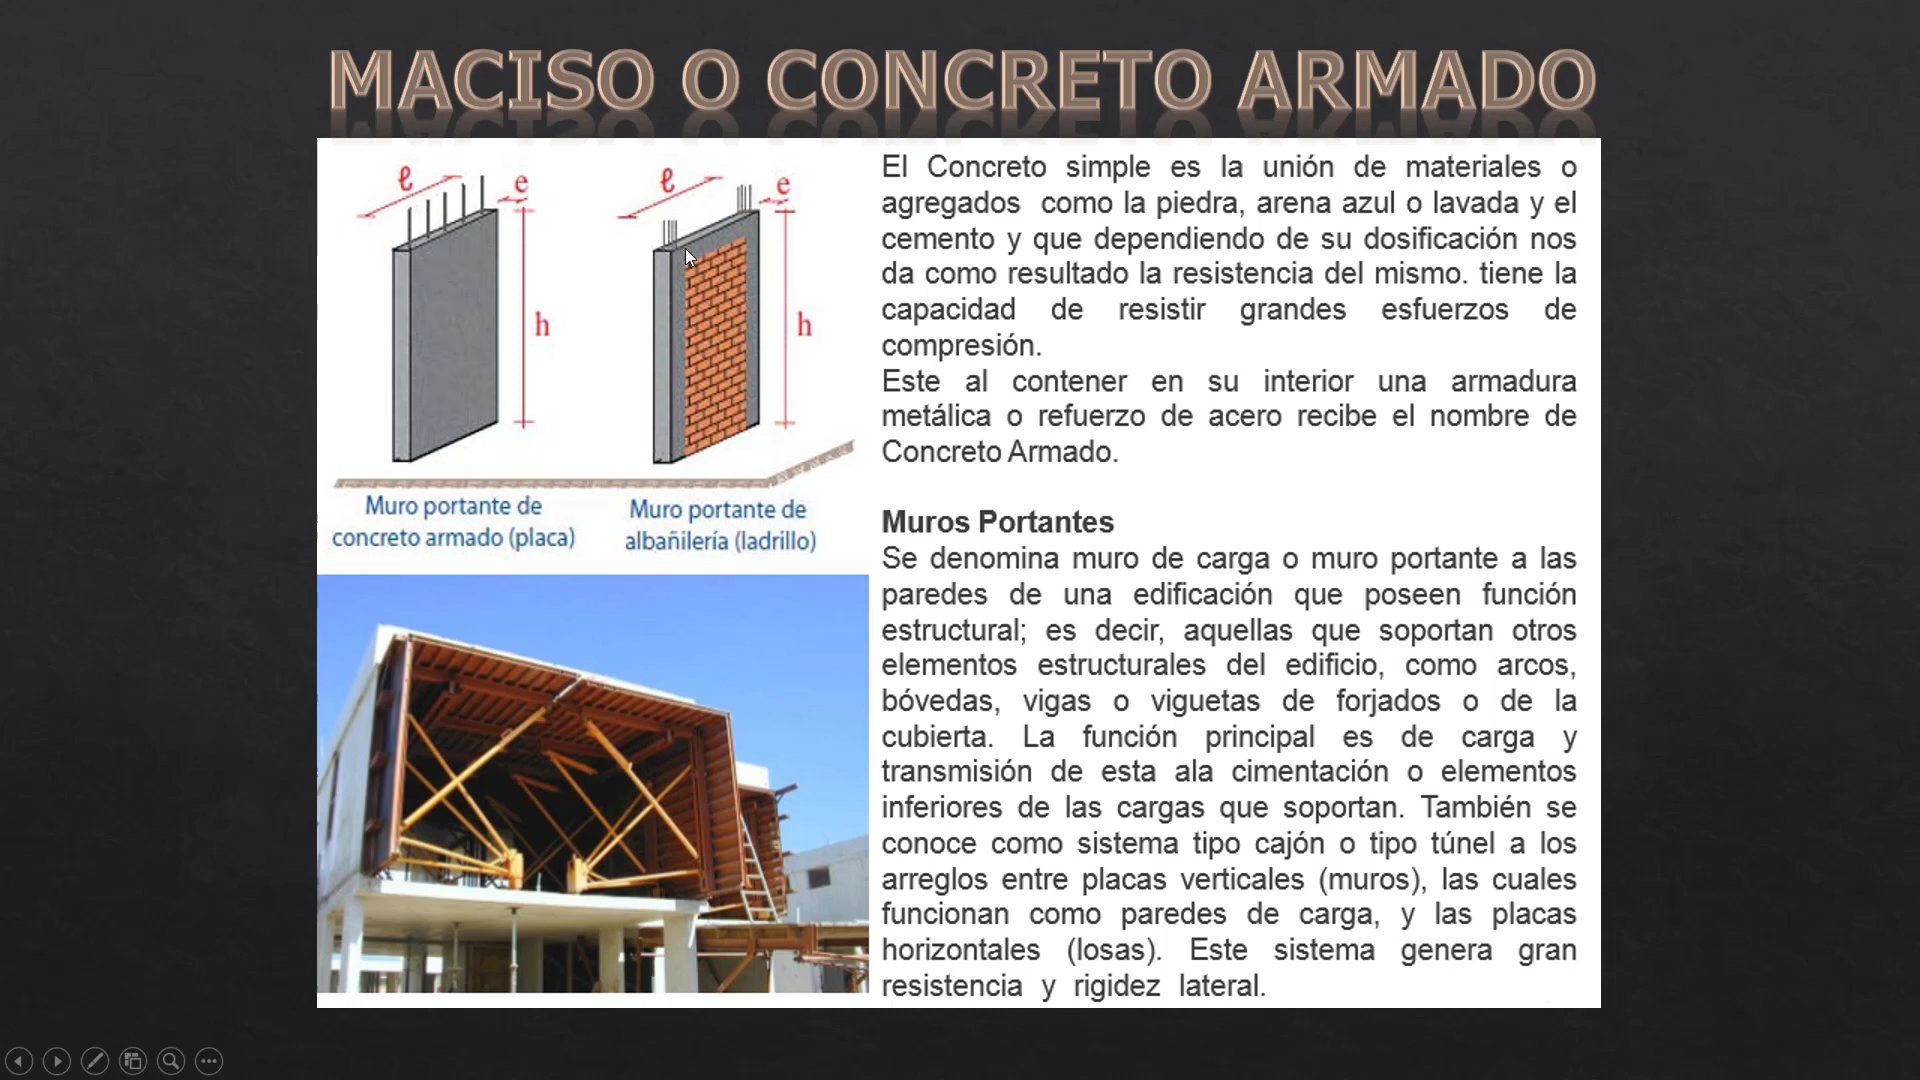 MACISO O CONCRETO ARMADO
ℓ
e
h
ℓ
e
h
Muro portante de
concreto armado (placa)
Muro portante de
albañilería (ladrillo)
El Concreto simple es la unión de materiales o
agregados como la piedra, arena azul o lavada y el
cemento y que dependiendo de su dosificación nos
da como resultado la resistencia del mismo. tiene la
capacidad de resistir grandes esfuerzos de
compresión.
Este al contener en su interior una armadura
metálica o refuerzo de acero recibe el nombre de
Concreto Armado.
Muros Portantes
Se denomina muro de carga o muro portante a las
paredes de una edificación que poseen función
estructural; es decir, aquellas que soportan otros
elementos estructurales del edificio, como arcos,
bóvedas, vigas o viguetas de forjados o de la
cubierta. La función principal es de carga y
transmisión de esta ala cimentación o elementos
inferiores de las cargas que soportan. También se
conoce como sistema tipo cajón o tipo túnel a los
arreglos entre placas verticales (muros), las cuales
funcionan como paredes de carga, y las placas
horizontales (losas). Este sistema genera gran
resistencia y rigidez lateral.